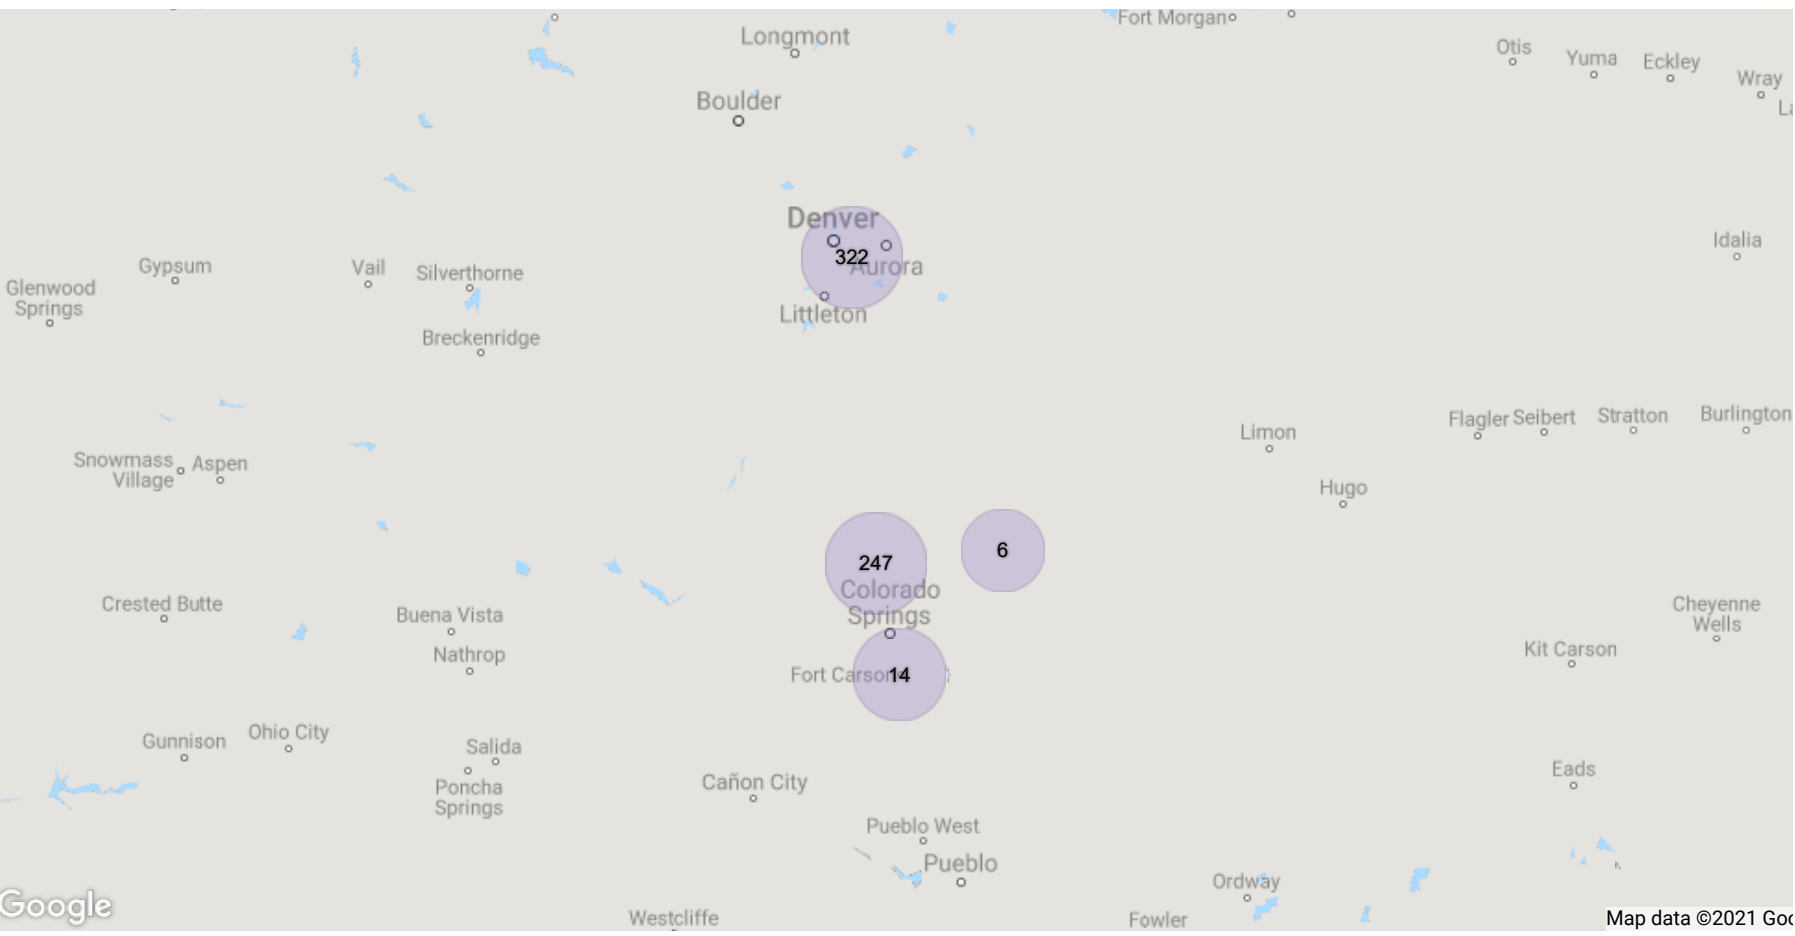 Fort Morgan
Longmont
Otis
Yuma
Eckley
Wray
Boulder
Denver
322
Aurora
Littleton
Idalia
Gypsum
Vail
Silverthorne
Glenwood
Springs
Breckenridge
Limon
Flagler
Seibert
Stratton
Burlington
Snowmass
Village
Aspen
Hugo
247
6
Colorado
Springs
Crested Butte
Buena Vista
Cheyenne
Wells
Nathrop
Fort Carson
14
Kit Carson
Gunnison
Ohio City
Salida
Poncha
Springs
Cañon City
Eads
Pueblo West
Pueblo
Ordway
Google
Westcliffe
Fowler
Map data ©2021 Goo